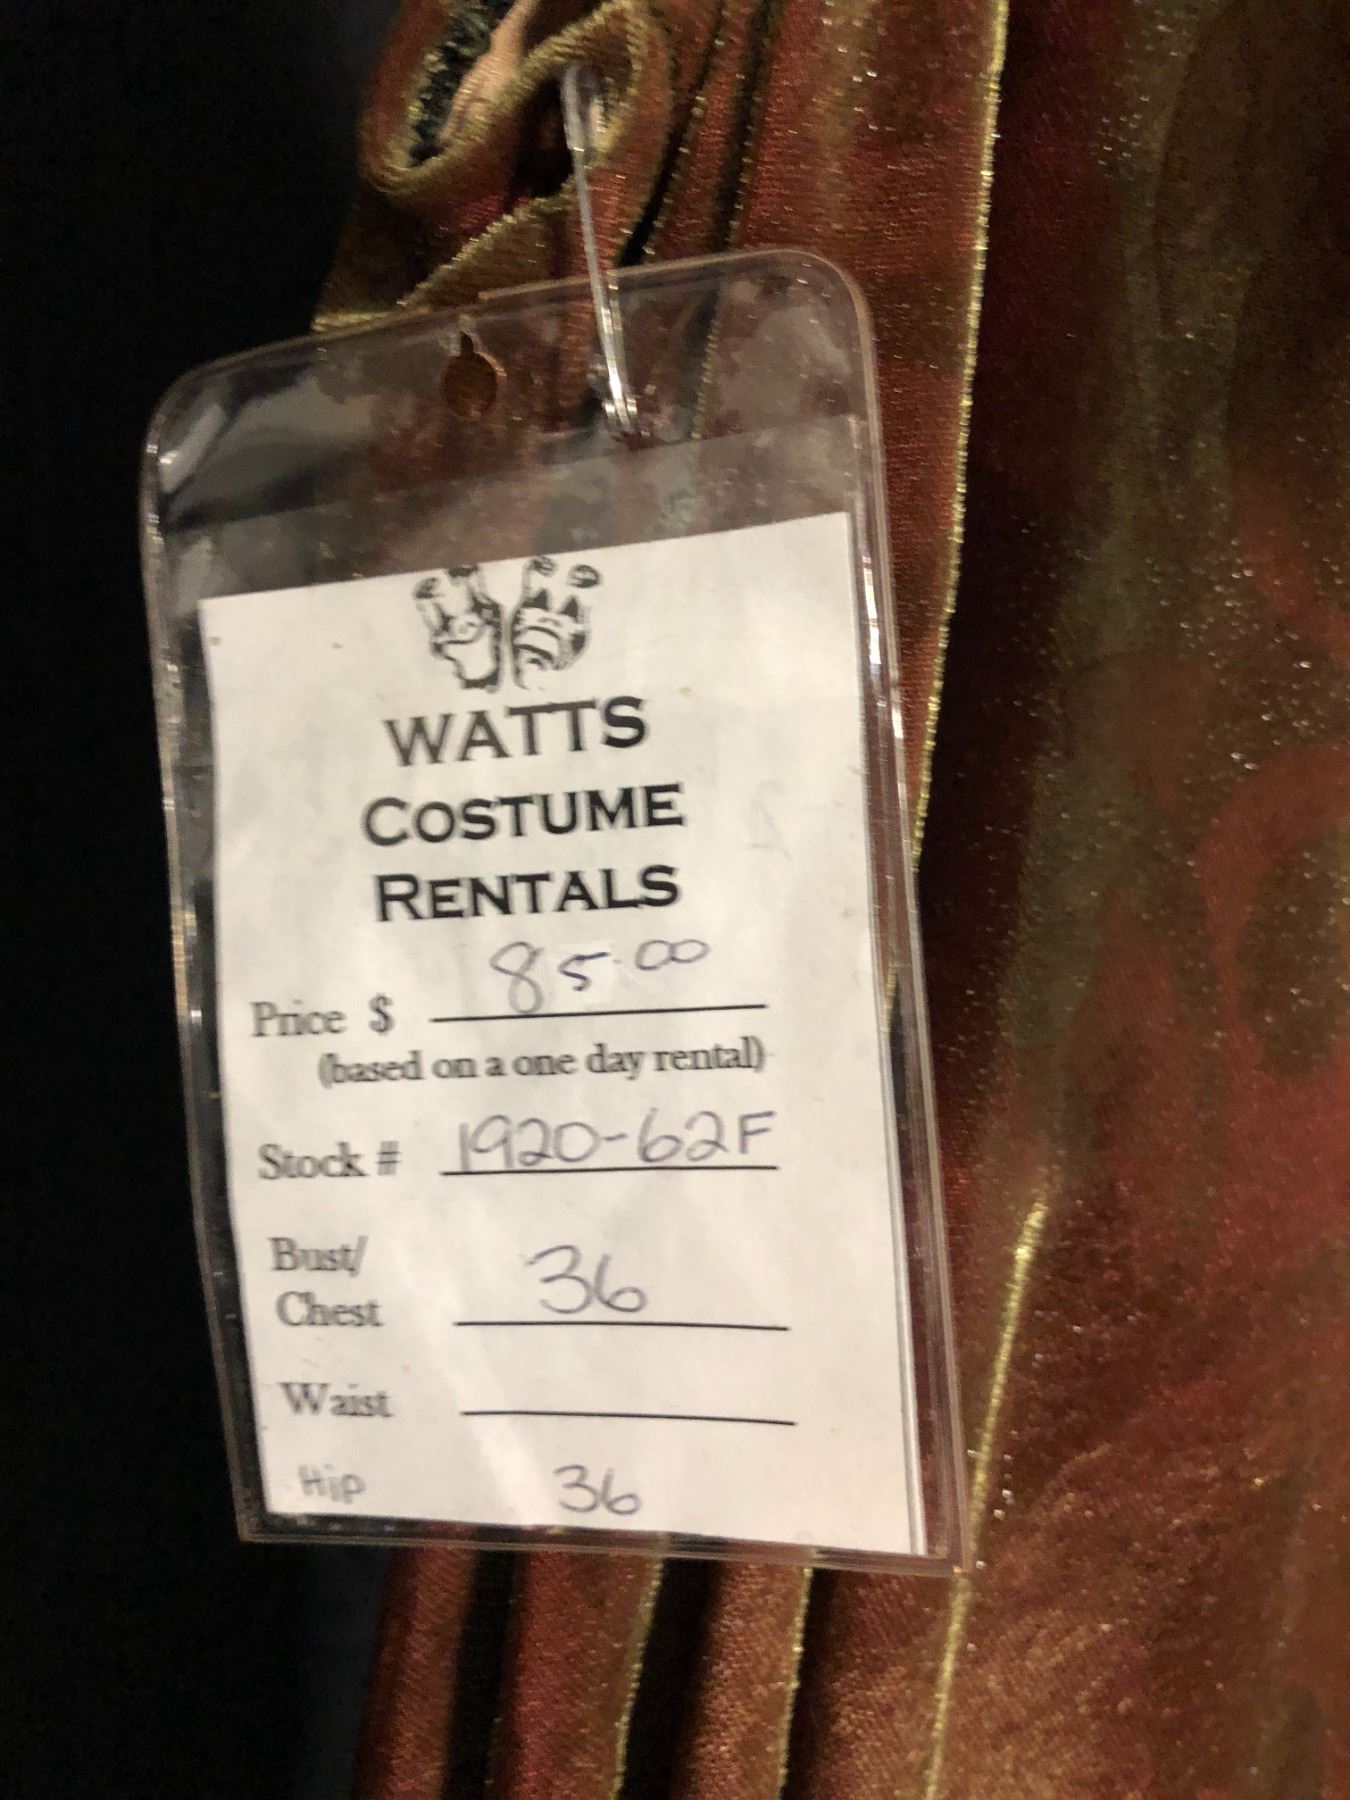 WATTS
COSTUME
RENTALS
Price $ 85.00
(based on a one day rental)
Stock # 1920-62F
Bust/
Chest 36
Waist
Hip 36